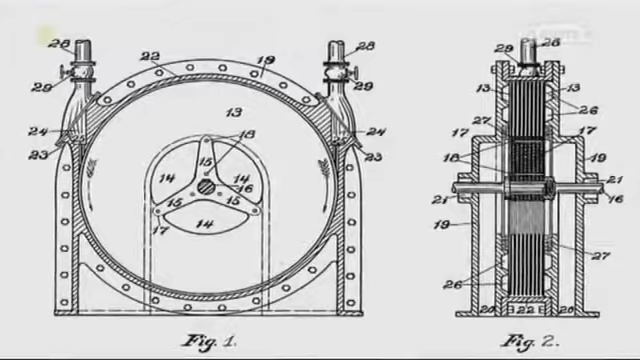 28 22 19 28
29 29
13
24 18 24
23 14 15 14 23
16
15 15
17 14
Fig. 1.
29 28
13 13
26
27
17 17
18 19
21 21
16
19
27
26
20 22 20
Fig. 2.